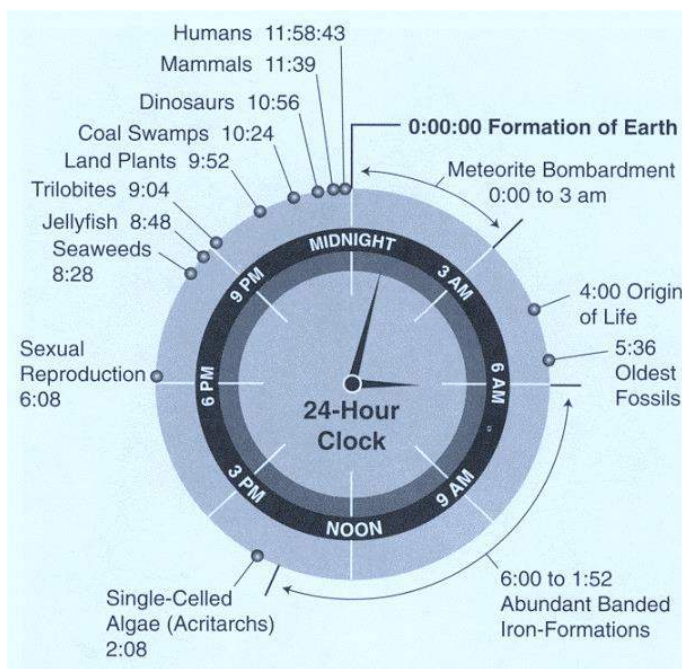 Humans 11:58:43
Mammals 11:39
Dinosaurs 10:56
Coal Swamps 10:24
Land Plants 9:52
Trilobites 9:04
Jellyfish 8:48
Seaweeds
8:28
Sexual
Reproduction
6:08
Single-Celled
Algae (Acritarchs)
2:08
0:00:00 Formation of Earth
Meteorite Bombardment
0:00 to 3 am
4:00 Origin
of Life
5:36
Oldest
Fossils
6:00 to 1:52
Abundant Banded
Iron-Formations
MIDNIGHT
3 AM
6 AM
9 AM
NOON
3 PM
6 PM
9 PM
24-Hour
Clock